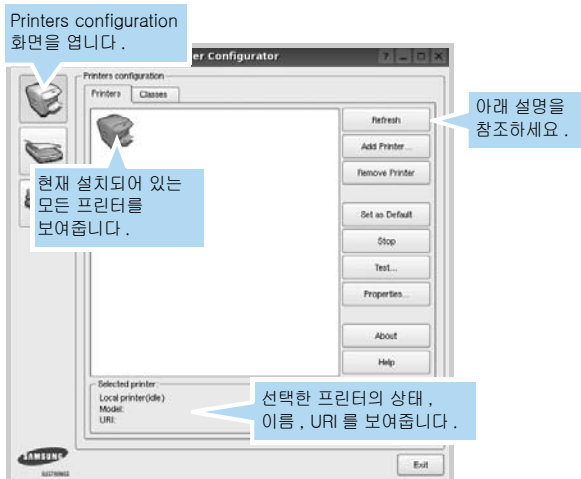 Printers configuration
화면을 엽니다 .
er Configurator
Printers configuration
Printers Classes
아래 설명을
참조하세요 .
현재 설치되어 있는
모든 프린터를
보여줍니다 .
Refresh
Add Printer...
Remove Printer
Set as Default
Stop
Test...
Properties...
About
Help
Selected printer:
Local printer(idle)
Model:
URI:
선택한 프린터의 상태 ,
이름 , URI 를 보여줍니다 .
SAMSUNG
ELECTRONICS
Exit